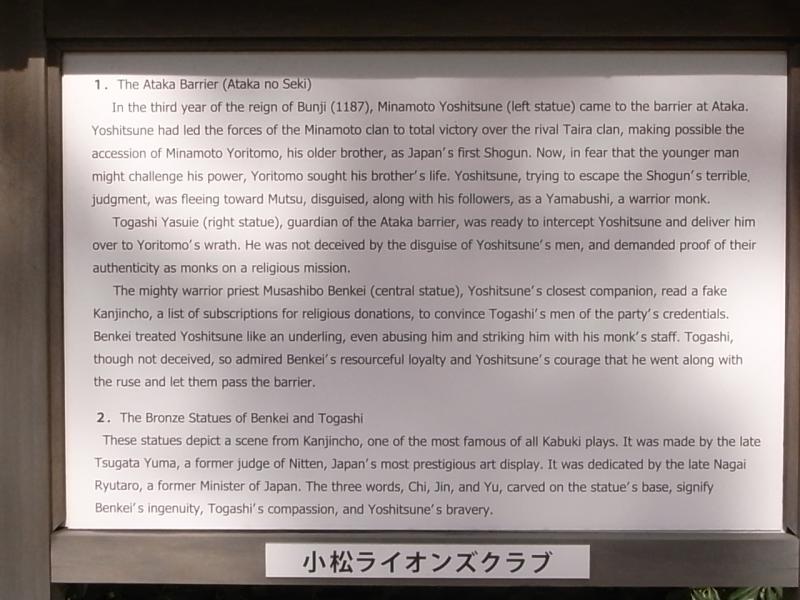 1. The Ataka Barrier (Ataka no Seki)
In the third year of the reign of Bunji (1187), Minamoto Yoshitsune (left statue) came to the barrier at Ataka.
Yoshitsune had led the forces of the Minamoto clan to total victory over the rival Taira clan, making possible the
accession of Minamoto Yoritomo, his older brother, as Japan's first Shogun. Now, in fear that the younger man
might challenge his power, Yoritomo sought his brother's life. Yoshitsune, trying to escape the Shogun's terrible
judgment, was fleeing toward Mutsu, disguised, along with his followers, as a Yamabushi, a warrior monk.
Togashi Yasuie (right statue), guardian of the Ataka barrier, was ready to intercept Yoshitsune and deliver him
over to Yoritomo's wrath. He was not deceived by the disguise of Yoshitsune's men, and demanded proof of their
authenticity as monks on a religious mission.
The mighty warrior priest Musashibo Benkei (central statue), Yoshitsune's closest companion, read a fake
Kanjincho, a list of subscriptions for religious donations, to convince Togashi's men of the party's credentials.
Benkei treated Yoshitsune like an underling, even abusing him and striking him with his monk's staff. Togashi,
though not deceived, so admired Benkei's resourceful loyalty and Yoshitsune's courage that he went along with
the ruse and let them pass the barrier.
2. The Bronze Statues of Benkei and Togashi
These statues depict a scene from Kanjincho, one of the most famous of all Kabuki plays. It was made by the late
Tsugata Yuma, a former judge of Nitten, Japan's most prestigious art display. It was dedicated by the late Nagai
Ryutaro, a former Minister of Japan. The three words, Chi, Jin, and Yu, carved on the statue's base, signify
Benkei's ingenuity, Togashi's compassion, and Yoshitsune's bravery.
小松ライオンズクラブ